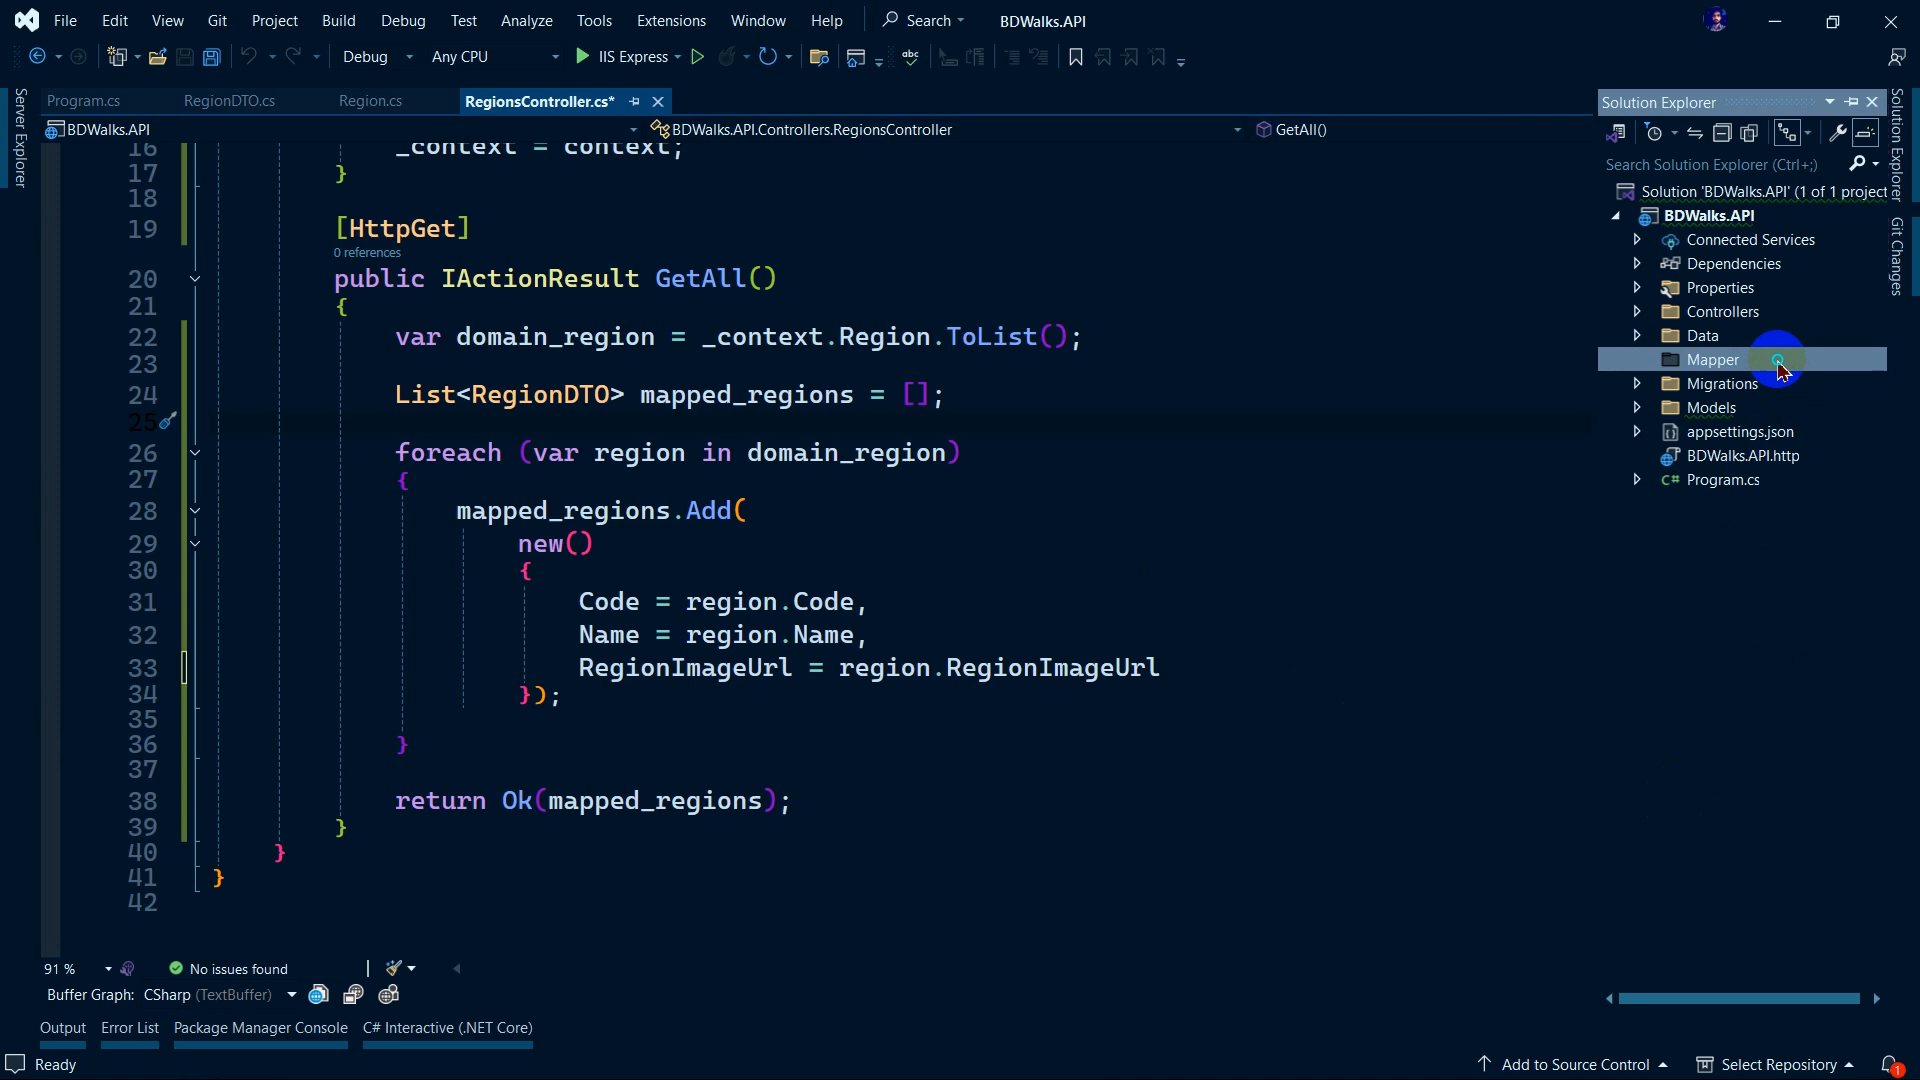 File Edit View Git Project Build Debug Test Analyze Tools Extensions Window Help Search BDWalks.API
Debug Any CPU IIS Express
Server Explorer
Program.cs RegionDTO.cs Region.cs RegionsController.cs*
BDWalks.API BDWalks.API.Controllers.RegionsController GetAll()
16 _context = context;
17 }
18
19 [HttpGet]
0 references
20 public IActionResult GetAll()
21 {
22 var domain_region = _context.Region.ToList();
23
24 List<RegionDTO> mapped_regions = [];
25
26 foreach (var region in domain_region)
27 {
28 mapped_regions.Add(
29 new()
30 {
31 Code = region.Code,
32 Name = region.Name,
33 RegionImageUrl = region.RegionImageUrl
34 });
35
36 }
37
38 return Ok(mapped_regions);
39 }
40 }
41 }
42
91 % No issues found
Buffer Graph: CSharp (TextBuffer)
Output Error List Package Manager Console C# Interactive (.NET Core)
Ready
Solution Explorer
Search Solution Explorer (Ctrl+;)
Solution 'BDWalks.API' (1 of 1 project
BDWalks.API
Connected Services
Dependencies
Properties
Controllers
Data
Mapper
Migrations
Models
appsettings.json
BDWalks.API.http
C# Program.cs
Solution Explorer
Git Changes
Add to Source Control Select Repository 1